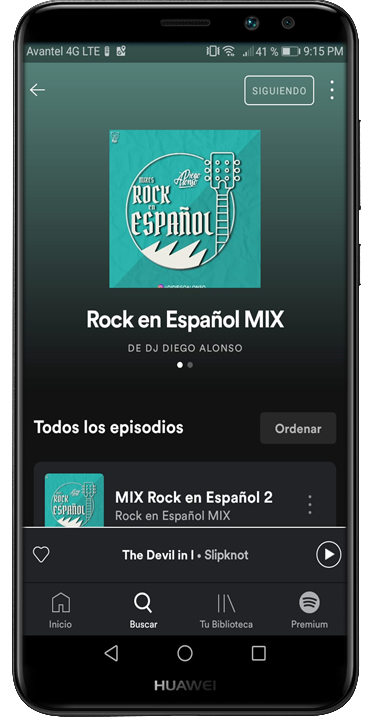 Avantel 4G LTE
41 % 9:15 PM
SIGUIENDO
MIXES
Diego Alonso
ROCK
en
ESPAÑOL
Rock en Español MIX
DE DJ DIEGO ALONSO
Todos los episodios
Ordenar
ROCK
en
ESPAÑOL
MIX Rock en Español 2
Rock en Español MIX
The Devil in I • Slipknot
Inicio
Buscar
Tu Biblioteca
Premium
HUAWEI